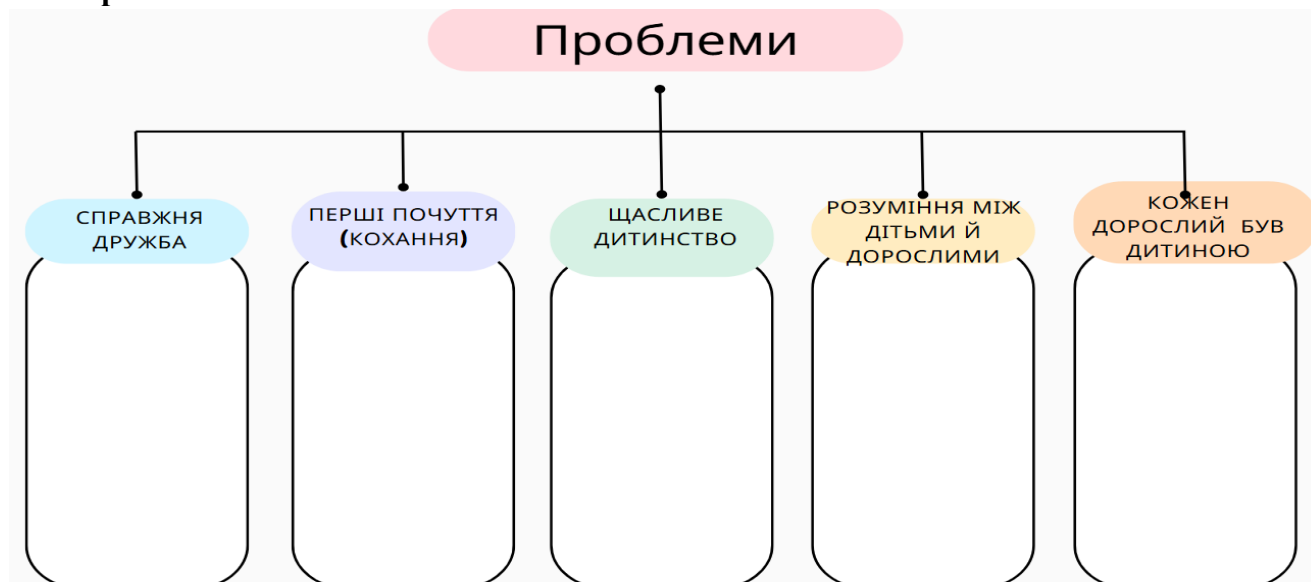 Проблеми
СПРАВЖНЯ
ДРУЖБА
ПЕРШІ ПОЧУТТЯ
(КОХАННЯ)
ЩАСЛИВЕ
ДИТИНСТВО
РОЗУМІННЯ МІЖ
ДІТЬМИ Й
ДОРОСЛИМИ
КОЖЕН
ДОРОСЛИЙ БУВ
ДИТИНОЮ